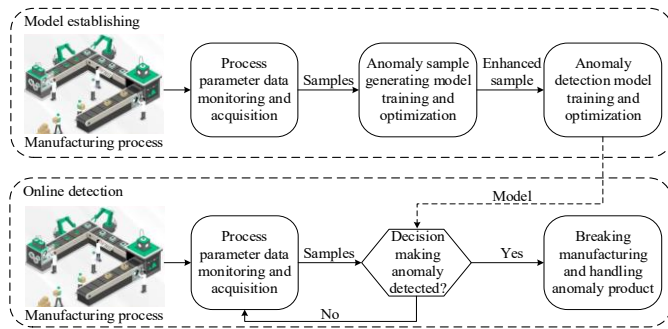 Model establishing
Process
parameter data
monitoring and
acquisition
Samples
Anomaly sample
generating model
training and
optimization
Enhanced
sample
Anomaly
detection model
training and
optimization
Manufacturing process
Online detection
Model
Process
parameter data
monitoring and
acquisition
Samples
Decision
making
anomaly
detected?
Yes
Breaking
manufacturing
and handling
anomaly product
Manufacturing process
No